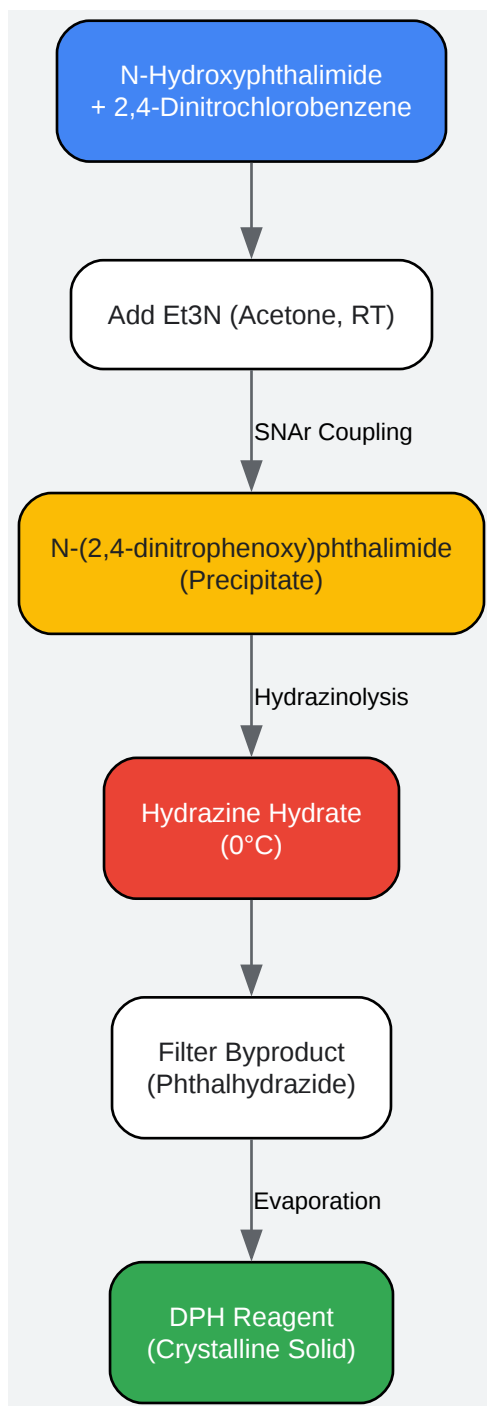 N-Hydroxyphthalimide
+ 2,4-Dinitrochlorobenzene
Add Et3N (Acetone, RT)
SNAr Coupling
N-(2,4-dinitrophenoxy)phthalimide
(Precipitate)
Hydrazinolysis
Hydrazine Hydrate
(0°C)
Filter Byproduct
(Phthalhydrazide)
Evaporation
DPH Reagent
(Crystalline Solid)